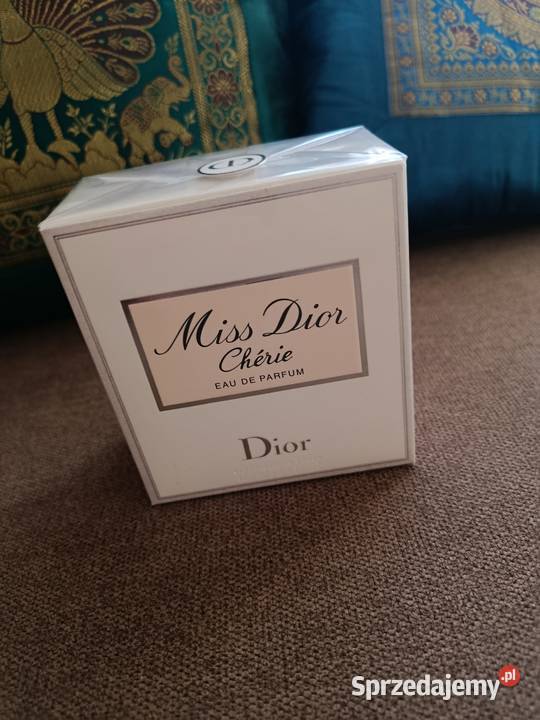 Miss Dior
Chérie
EAU DE PARFUM
Dior
Sprzedajemy.pl